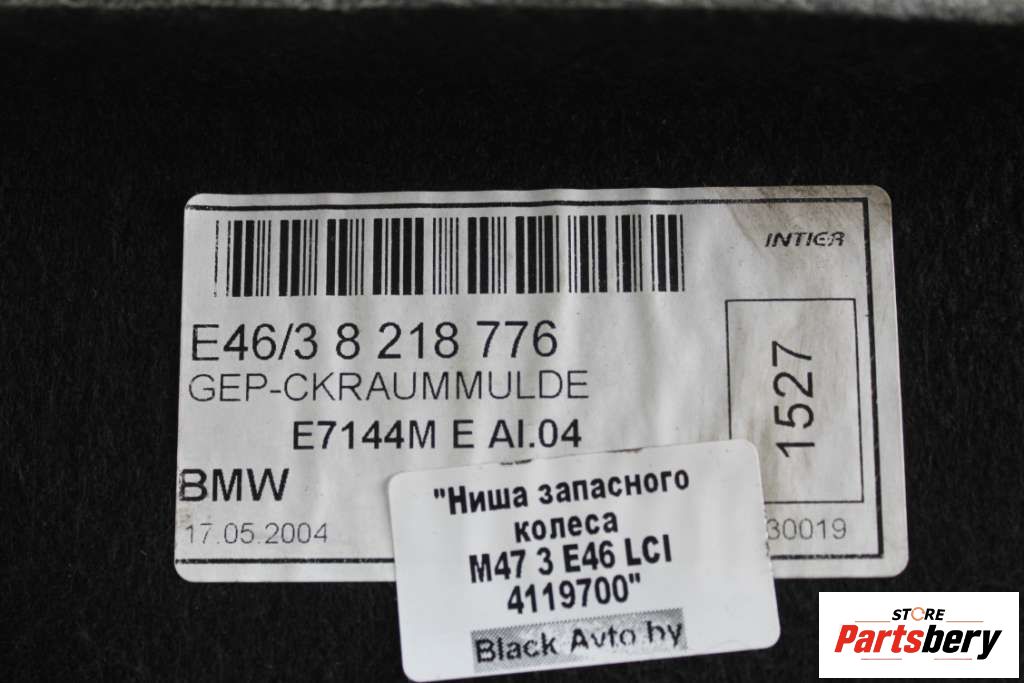 INTIER
E46/3 8 218 776
GEP-CKRAUMMULDE
E7144M E AI.04
1527
BMW
17.05.2004
30019
"Ниша запасного
колеса
M47 3 E46 LCI
4119700"
Black Avto by
STORE
Partsbery